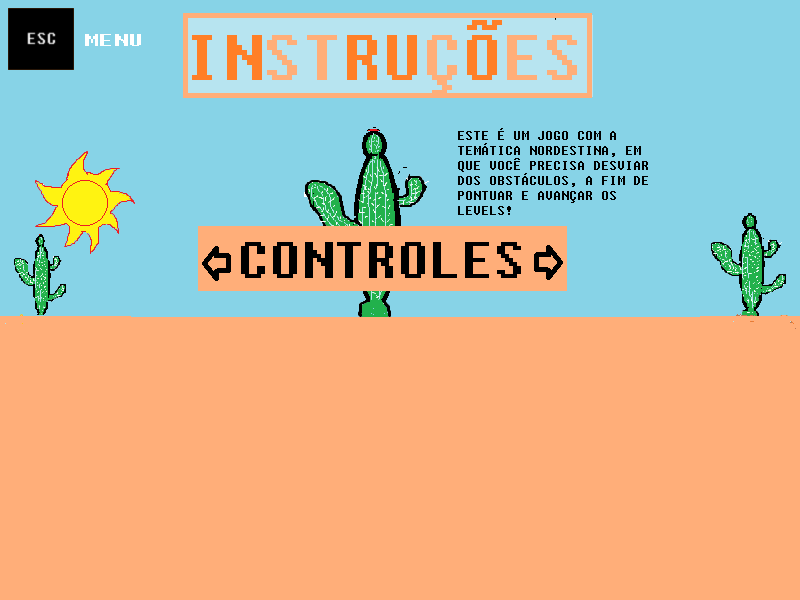 ESC MENU
INSTRUÇÕES
ESTE É UM JOGO COM A
TEMÁTICA NORDESTINA, EM
QUE VOCÊ PRECISA DESVIAR
DOS OBSTÁCULOS, A FIM DE
PONTUAR E AVANÇAR OS
LEVELS!
CONTROLES